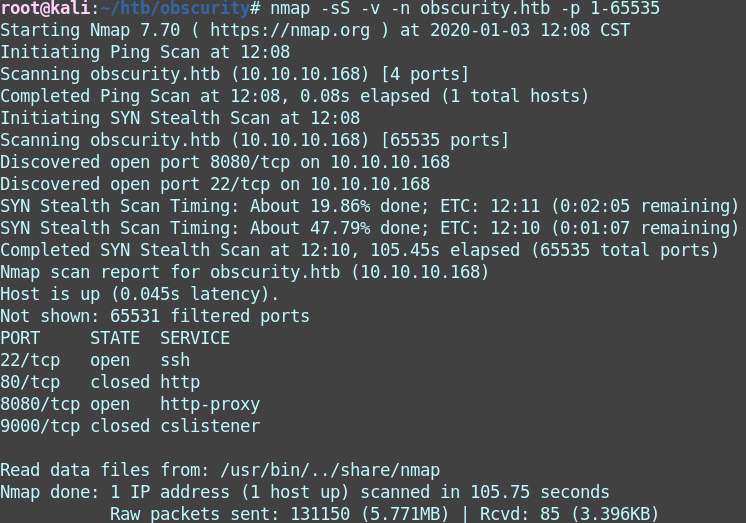 root@kali:~/htb/obscurity# nmap -sS -v -n obscurity.htb -p 1-65535
Starting Nmap 7.70 ( https://nmap.org ) at 2020-01-03 12:08 CST
Initiating Ping Scan at 12:08
Scanning obscurity.htb (10.10.10.168) [4 ports]
Completed Ping Scan at 12:08, 0.08s elapsed (1 total hosts)
Initiating SYN Stealth Scan at 12:08
Scanning obscurity.htb (10.10.10.168) [65535 ports]
Discovered open port 8080/tcp on 10.10.10.168
Discovered open port 22/tcp on 10.10.10.168
SYN Stealth Scan Timing: About 19.86% done; ETC: 12:11 (0:02:05 remaining)
SYN Stealth Scan Timing: About 47.79% done; ETC: 12:10 (0:01:07 remaining)
Completed SYN Stealth Scan at 12:10, 105.45s elapsed (65535 total ports)
Nmap scan report for obscurity.htb (10.10.10.168)
Host is up (0.045s latency).
Not shown: 65531 filtered ports
PORT     STATE  SERVICE
22/tcp   open   ssh
80/tcp   closed http
8080/tcp open   http-proxy
9000/tcp closed cslistener

Read data files from: /usr/bin/../share/nmap
Nmap done: 1 IP address (1 host up) scanned in 105.75 seconds
           Raw packets sent: 131150 (5.771MB) | Rcvd: 85 (3.396KB)